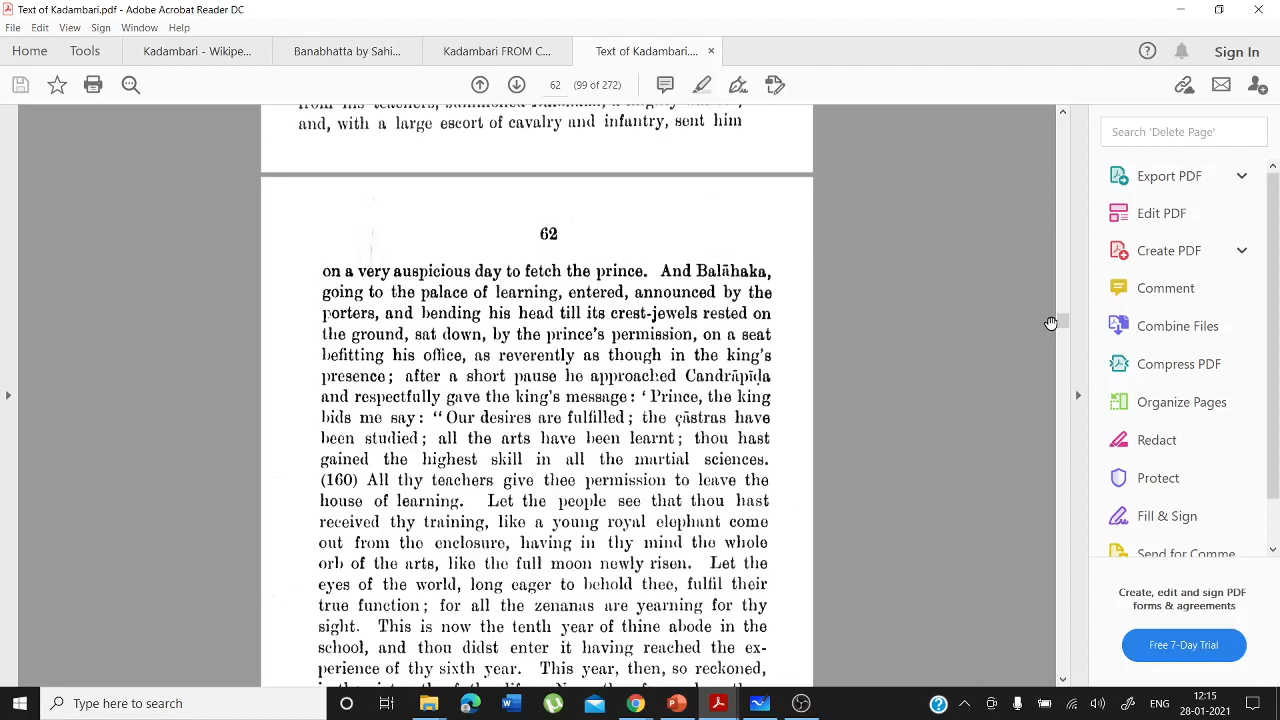 Text of Kadambari.pdf - Adobe Acrobat Reader DC
File Edit View Sign Window Help
Home Tools Kadambari - Wikipe... Banabhatta by Sahi... Kadambari FROM C... Text of Kadambari.... × Sign In
62 (99 of 272)
and, with a large escort of cavalry and infantry, sent him
62
on a very auspicious day to fetch the prince. And Balāhaka,
going to the palace of learning, entered, announced by the
porters, and bending his head till its crest-jewels rested on
the ground, sat down, by the prince's permission, on a seat
befitting his office, as reverently as though in the king's
presence; after a short pause he approached Candrāpīḍa
and respectfully gave the king's message: 'Prince, the king
bids me say: "Our desires are fulfilled; the çāstras have
been studied; all the arts have been learnt; thou hast
gained the highest skill in all the martial sciences.
(160) All thy teachers give thee permission to leave the
house of learning. Let the people see that thou hast
received thy training, like a young royal elephant come
out from the enclosure, having in thy mind the whole
orb of the arts, like the full moon newly risen. Let the
eyes of the world, long eager to behold thee, fulfil their
true function; for all the zenanas are yearning for thy
sight. This is now the tenth year of thine abode in the
school, and thou didst enter it having reached the ex-
perience of thy sixth year. This year, then, so reckoned,
Search 'Delete Page'
Export PDF
Edit PDF
Create PDF
Comment
Combine Files
Compress PDF
Organize Pages
Redact
Protect
Fill & Sign
Send for Comme
Create, edit and sign PDF
forms & agreements
Free 7-Day Trial
Type here to search
ENG
12:15
28-01-2021